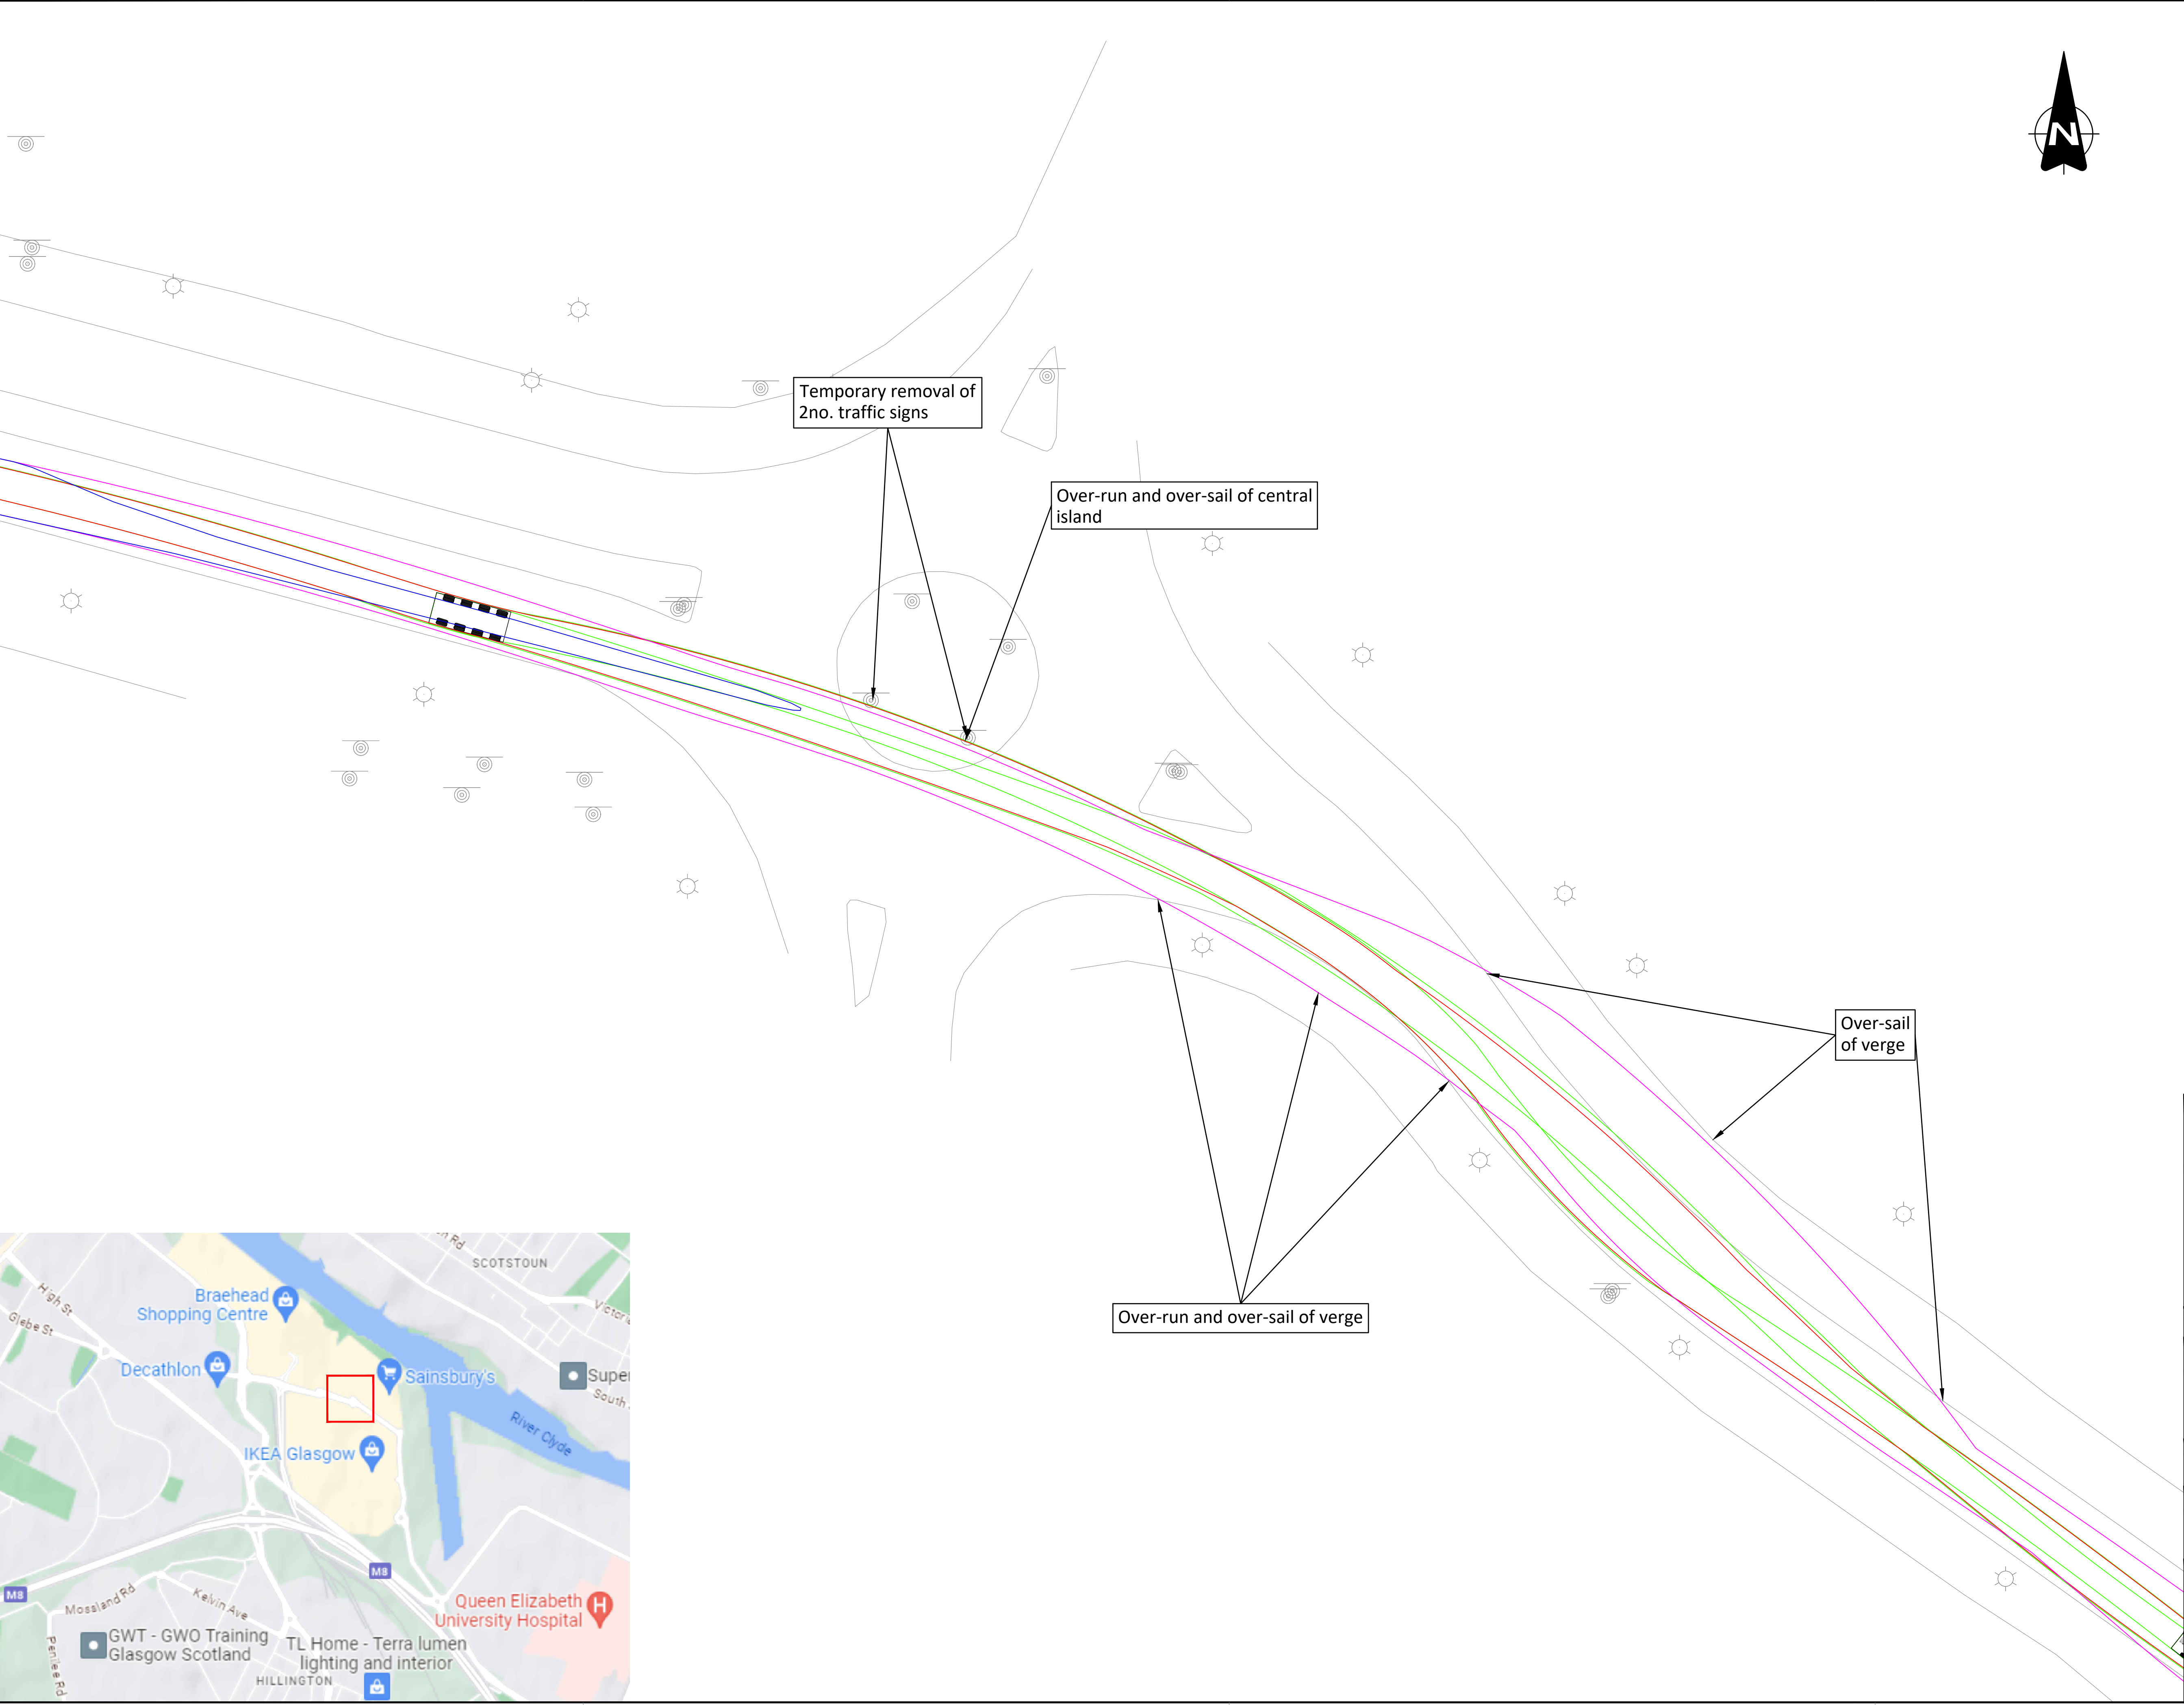 N
Temporary removal of
2no. traffic signs
Over-run and over-sail of central
island
Over-sail
of verge
Over-run and over-sail of verge
SCOTSTOUN
Braehead
Shopping Centre
High St
Glebe St
Decathlon
Sainsbury's
South
River Clyde
IKEA Glasgow
M8
M8
Mossland Rd
Kelvin Ave
Queen Elizabeth
University Hospital
H
GWT - GWO Training
Glasgow Scotland
TL Home - Terra lumen
lighting and interior
Penilee Rd
HILLINGTON